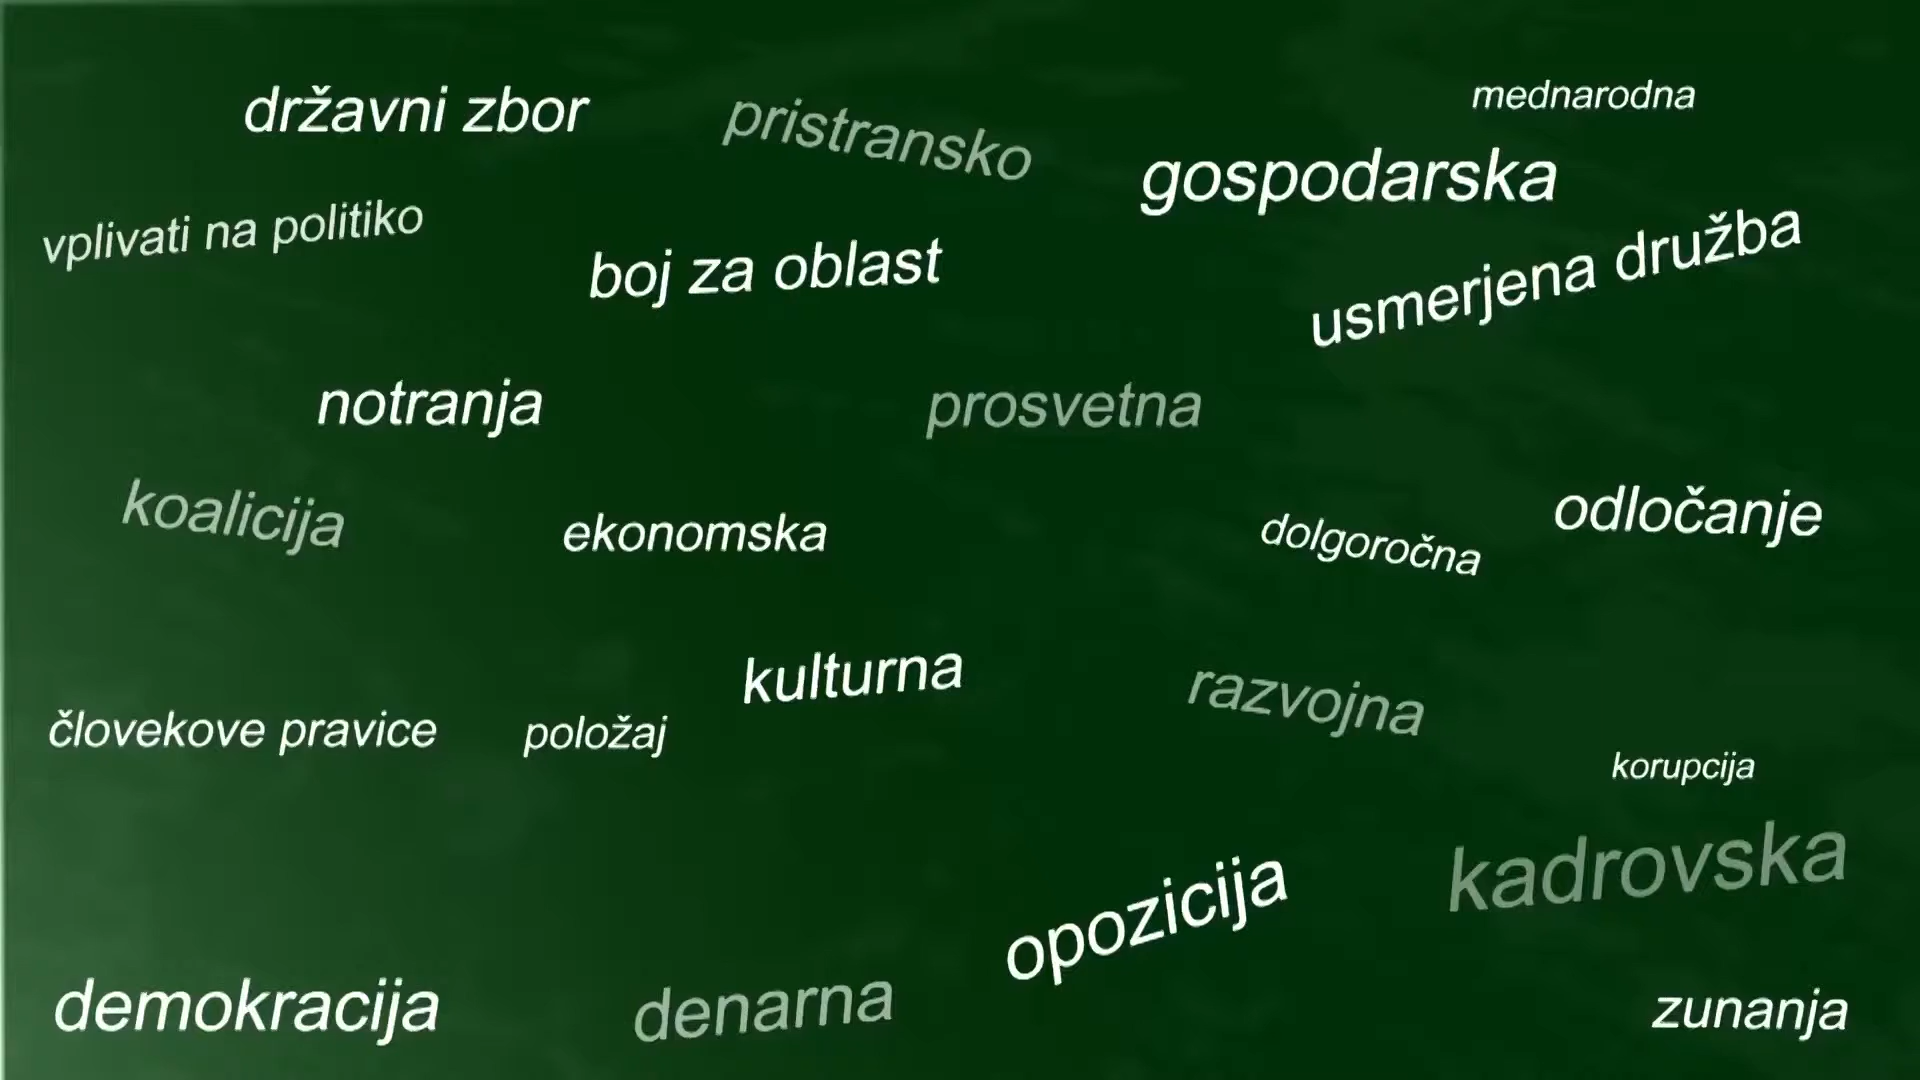 državni zbor
pristransko
mednarodna
gospodarska
vplivati na politiko
boj za oblast
usmerjena družba
notranja
prosvetna
koalicija
ekonomska
dolgoročna
odločanje
kulturna
razvojna
človekove pravice
položaj
korupcija
kadrovska
opozicija
demokracija
denarna
zunanja